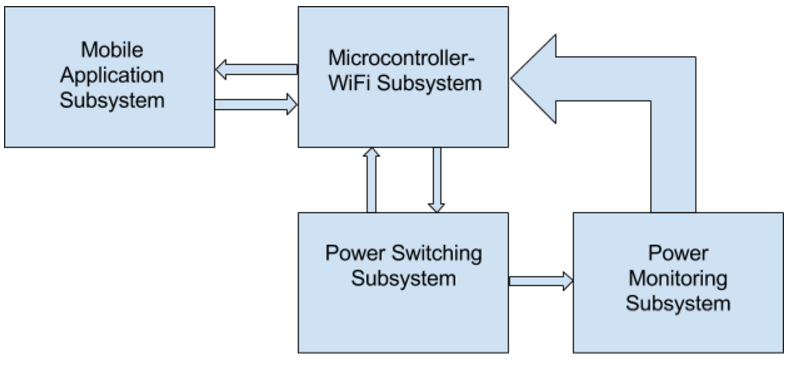 Mobile
Application
Subsystem
Microcontroller-
WiFi Subsystem
Power Switching
Subsystem
Power
Monitoring
Subsystem